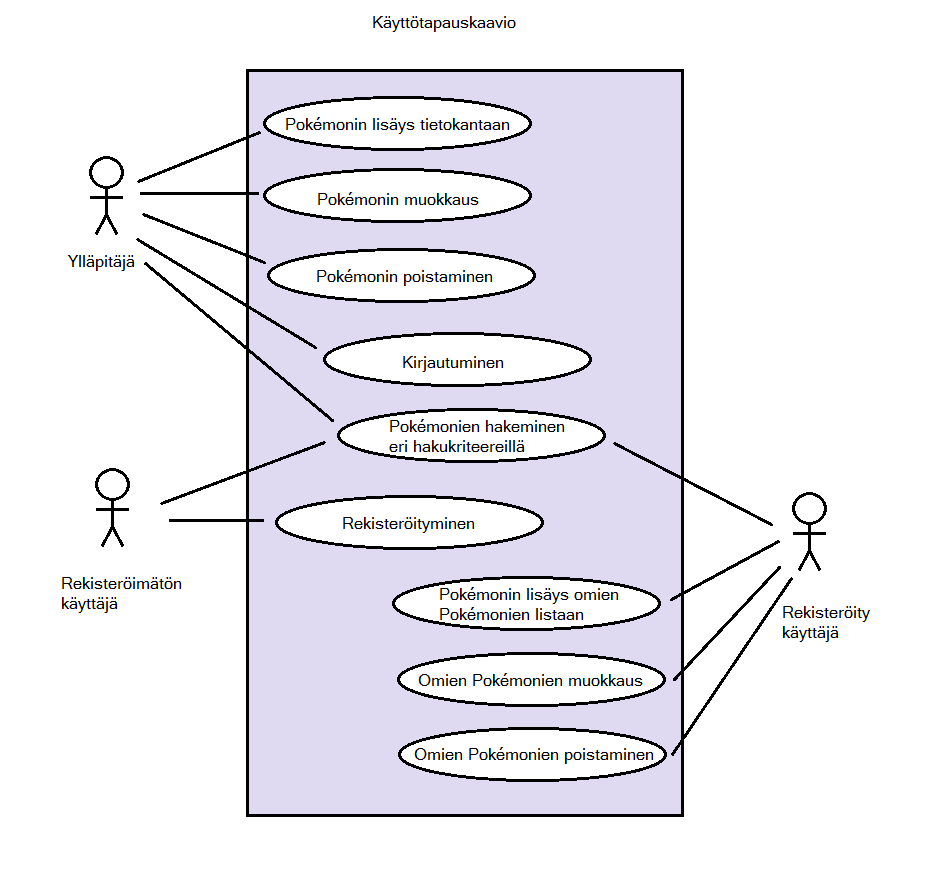 Käyttötapauskaavio
Pokémonin lisäys tietokantaan
Pokémonin muokkaus
Ylläpitäjä
Pokémonin poistaminen
Kirjautuminen
Pokémonien hakeminen
eri hakukriteereillä
Rekisteröityminen
Rekisteröimätön
käyttäjä
Pokémonin lisäys omien
Pokémonien listaan
Rekisteröity
käyttäjä
Omien Pokémonien muokkaus
Omien Pokémonien poistaminen